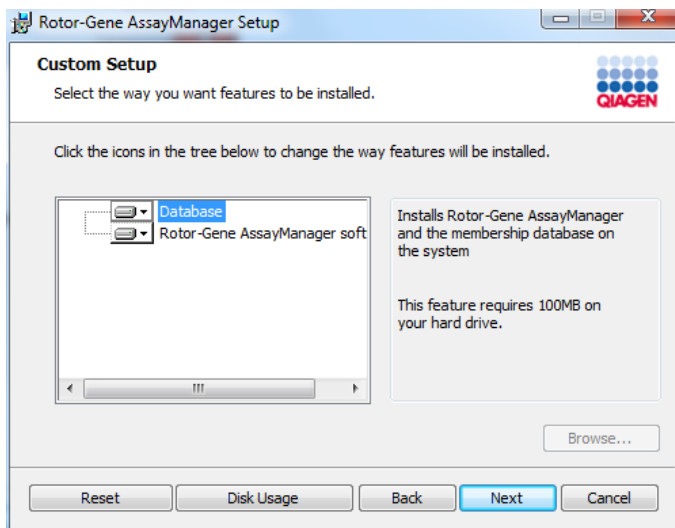 Rotor-Gene AssayManager Setup
Custom Setup
Select the way you want features to be installed.
QIAGEN
Click the icons in the tree below to change the way features will be installed.
Database
Rotor-Gene AssayManager soft
Installs Rotor-Gene AssayManager
and the membership database on
the system
This feature requires 100MB on
your hard drive.
Browse...
Reset Disk Usage Back Next Cancel